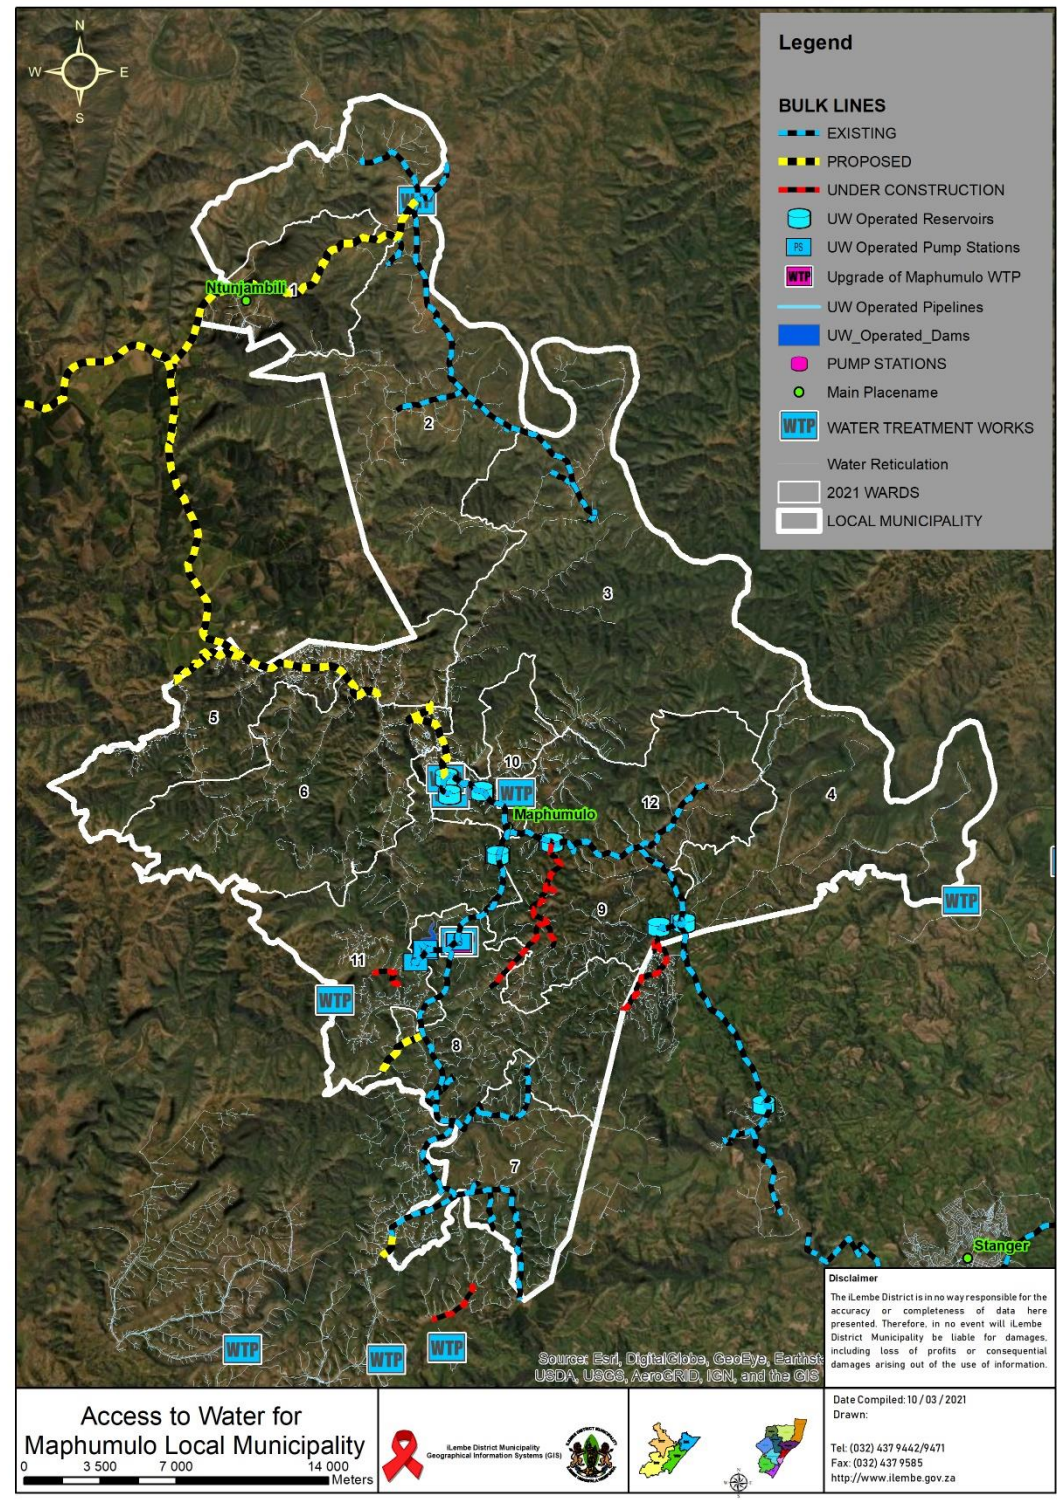 N
W E
S
Legend
BULK LINES
EXISTING
PROPOSED
UNDER CONSTRUCTION
UW Operated Reservoirs
PS
UW Operated Pump Stations
WTP
Upgrade of Maphumulo WTP
UW Operated Pipelines
UW_Operated_Dams
PUMP STATIONS
Main Placename
WTP
WATER TREATMENT WORKS
Water Reticulation
2021 WARDS
LOCAL MUNICIPALITY
WTP
Ntunjambili
1
2
3
5
6
10
WTP
Maphumulo
12
4
9
WTP
11
WTP
8
7
Stanger
WTP
WTP
WTP
Source: Esri, DigitalGlobe, GeoEye, Earthst
USDA, USGS, AeroGRID, IGN, and the GIS
Disclaimer
The iLembe District is in no way responsible for the
accuracy or completeness of data here
presented. Therefore, in no event will iLembe
District Municipality be liable for damages,
including loss of profits or consequential
damages arising out of the use of information.
Access to Water for
Maphumulo Local Municipality
0 3 500 7 000 14 000
Meters
iLembe District Municipality
Geographical Information Systems (GIS)
Date Compiled: 10 / 03 / 2021
Drawn:
Tel: (032) 437 9442/9471
Fax: (032) 437 9585
http://www.ilembe.gov.za